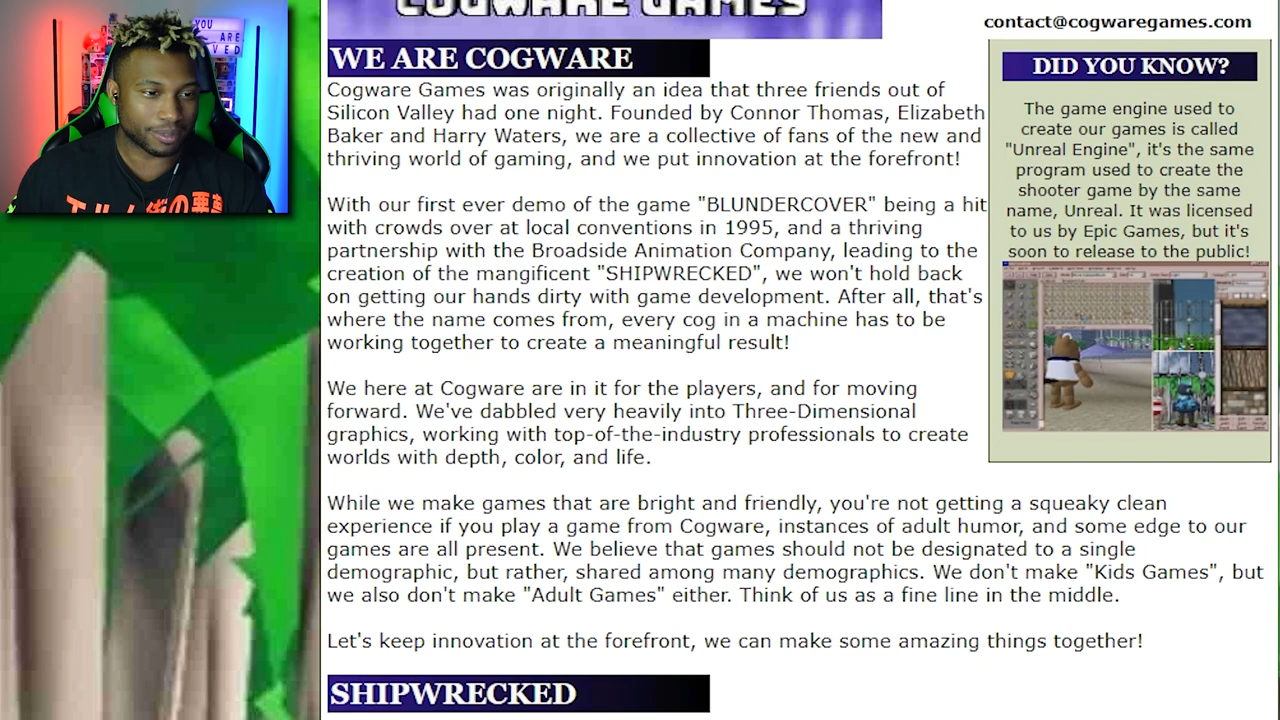 COGWARE GAMES
contact@cogwaregames.com
YOU
ARE
VED
WE ARE COGWARE
Cogware Games was originally an idea that three friends out of
Silicon Valley had one night. Founded by Connor Thomas, Elizabeth
Baker and Harry Waters, we are a collective of fans of the new and
thriving world of gaming, and we put innovation at the forefront!
With our first ever demo of the game "BLUNDERCOVER" being a hit
with crowds over at local conventions in 1995, and a thriving
partnership with the Broadside Animation Company, leading to the
creation of the mangificent "SHIPWRECKED", we won't hold back
on getting our hands dirty with game development. After all, that's
where the name comes from, every cog in a machine has to be
working together to create a meaningful result!
We here at Cogware are in it for the players, and for moving
forward. We've dabbled very heavily into Three-Dimensional
graphics, working with top-of-the-industry professionals to create
worlds with depth, color, and life.
While we make games that are bright and friendly, you're not getting a squeaky clean
experience if you play a game from Cogware, instances of adult humor, and some edge to our
games are all present. We believe that games should not be designated to a single
demographic, but rather, shared among many demographics. We don't make "Kids Games", but
we also don't make "Adult Games" either. Think of us as a fine line in the middle.
Let's keep innovation at the forefront, we can make some amazing things together!
SHIPWRECKED
DID YOU KNOW?
The game engine used to
create our games is called
"Unreal Engine", it's the same
program used to create the
shooter game by the same
name, Unreal. It was licensed
to us by Epic Games, but it's
soon to release to the public!